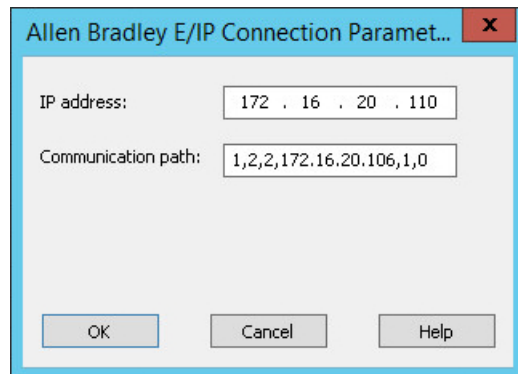 Allen Bradley E/IP Connection Paramet... x
IP address: 172 . 16 . 20 . 110
Communication path: 1,2,2,172.16.20.106,1,0
OK Cancel Help